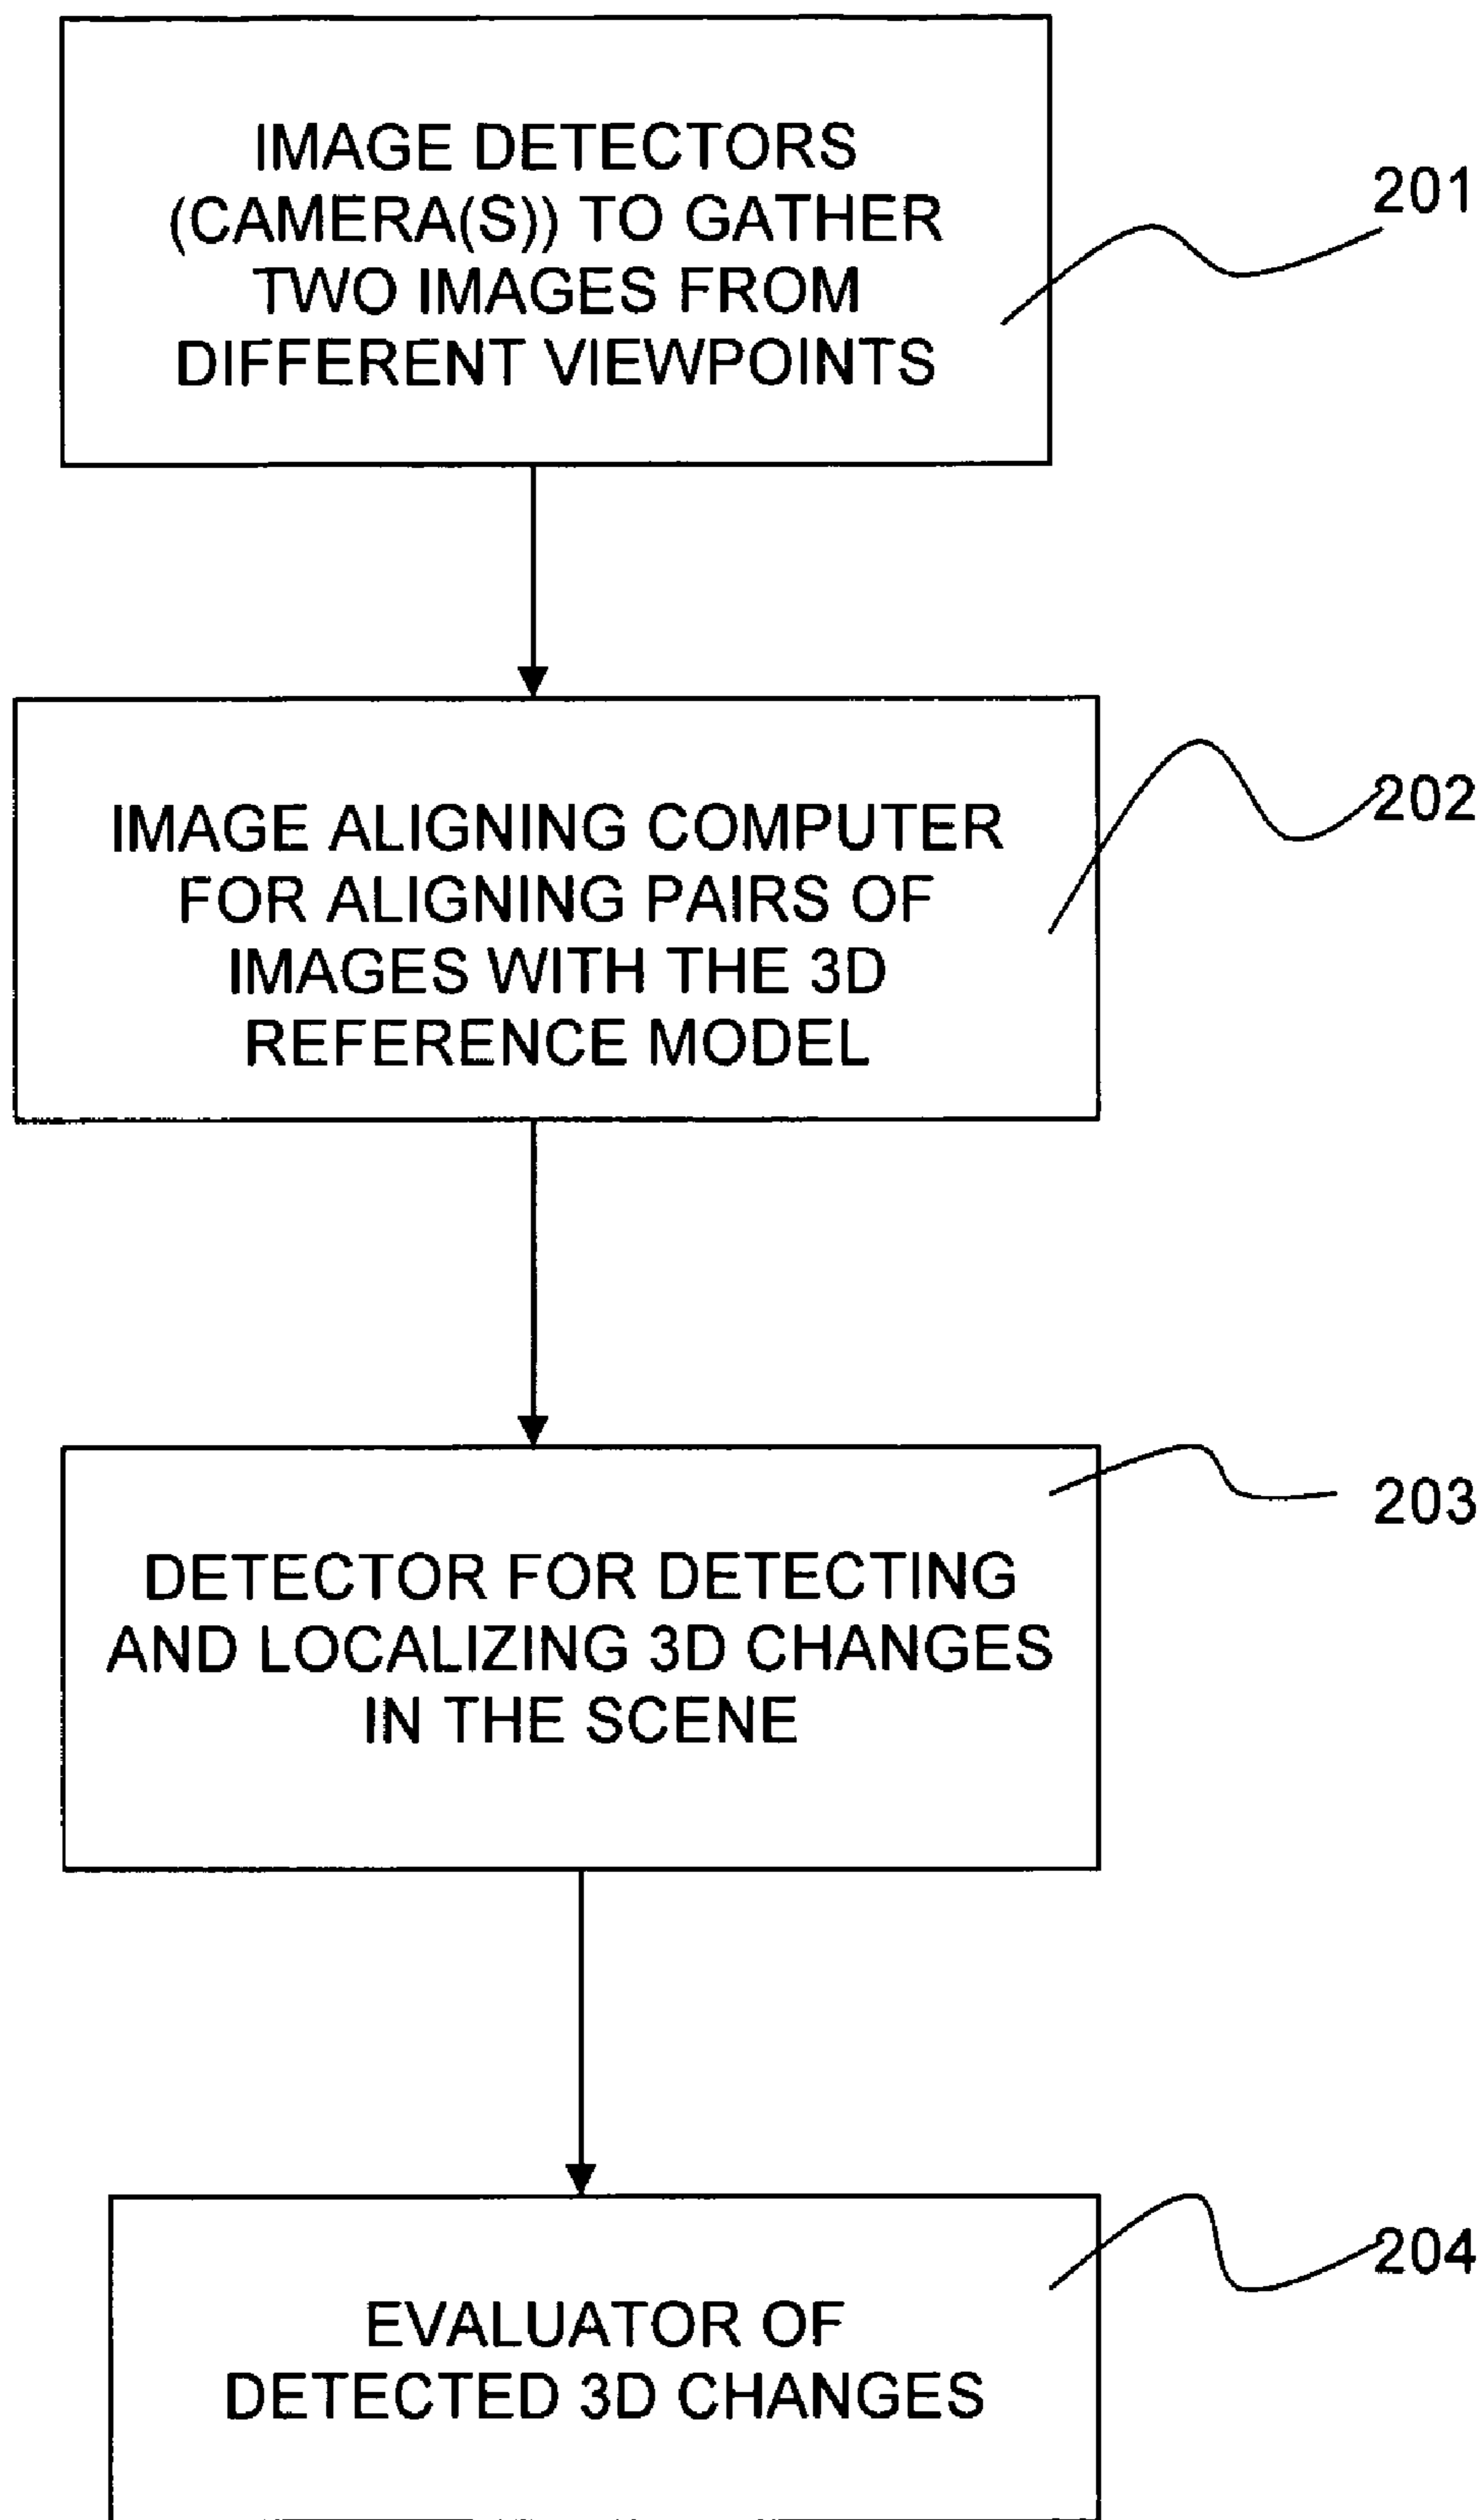 IMAGE DETECTORS
(CAMERA(S)) TO GATHER
TWO IMAGES FROM
DIFFERENT VIEWPOINTS
201
IMAGE ALIGNING COMPUTER
FOR ALIGNING PAIRS OF
IMAGES WITH THE 3D
REFERENCE MODEL
202
DETECTOR FOR DETECTING
AND LOCALIZING 3D CHANGES
IN THE SCENE
203
EVALUATOR OF
DETECTED 3D CHANGES
204